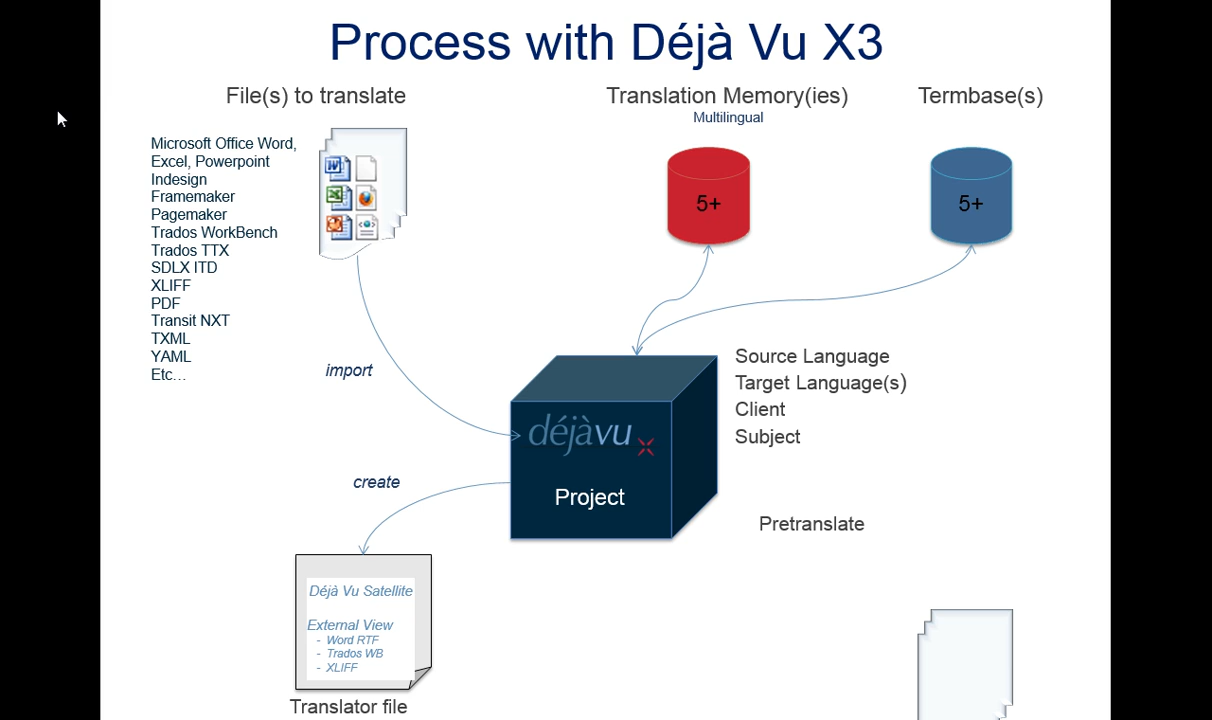 Process with Déjà Vu X3
File(s) to translate
Translation Memory(ies)
Multilingual
Termbase(s)
Microsoft Office Word,
Excel, Powerpoint
Indesign
Framemaker
Pagemaker
Trados WorkBench
Trados TTX
SDLX ITD
XLIFF
PDF
Transit NXT
TXML
YAML
Etc…
5+
5+
import
déjàvu
Project
Source Language
Target Language(s)
Client
Subject
Pretranslate
create
Déjà Vu Satellite
External View
- Word RTF
- Trados WB
- XLIFF
Translator file